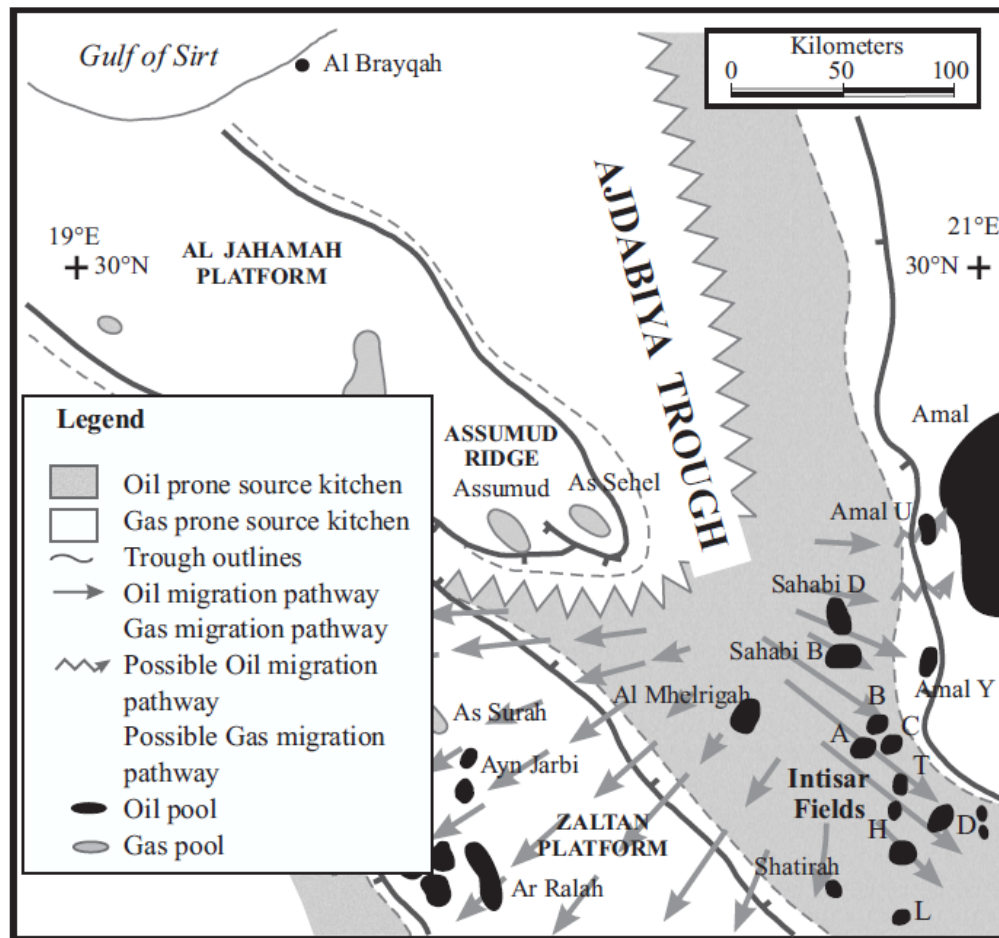 Gulf of Sirt
Al Brayqah
Kilometers
0 50 100
19°E
30°N
AL JAHAMAH
PLATFORM
AJDABIYA TROUGH
21°E
30°N
Legend
Oil prone source kitchen
Gas prone source kitchen
Trough outlines
Oil migration pathway
Gas migration pathway
Possible Oil migration
pathway
Possible Gas migration
pathway
Oil pool
Gas pool
ASSUMUD
RIDGE
Assumud
As Sehel
Amal
Amal U
Sahabi D
Sahabi B
Amal Y
Al Mhelrigah
As Surah
Ayn Jarbi
B
C
A
T
Intisar
Fields
H
D
ZALTAN
PLATFORM
Shatirah
Ar Ralah
L